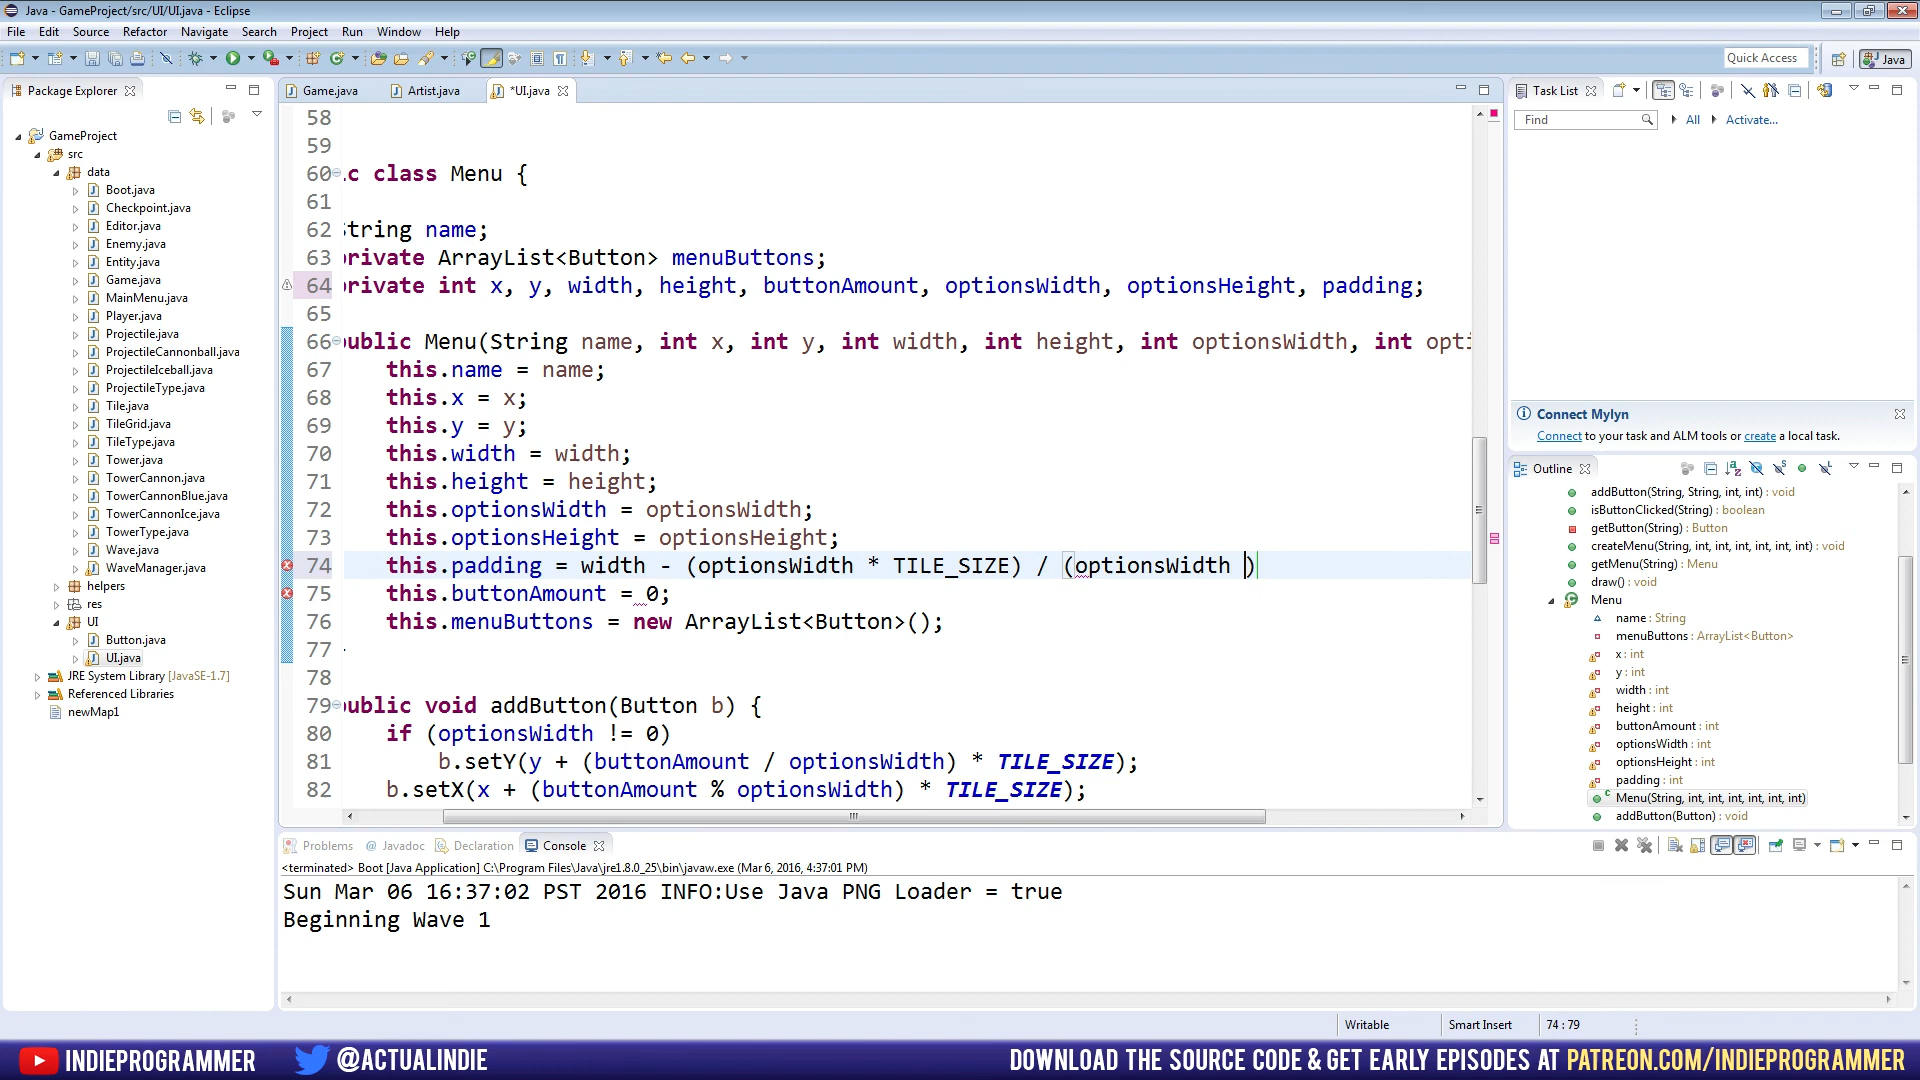 Java - GameProject/src/UI/UI.java - Eclipse
File Edit Source Refactor Navigate Search Project Run Window Help
Quick Access
Java
Package Explorer
GameProject
src
data
Boot.java
Checkpoint.java
Editor.java
Enemy.java
Entity.java
Game.java
MainMenu.java
Player.java
Projectile.java
ProjectileCannonball.java
ProjectileIceball.java
ProjectileType.java
Tile.java
TileGrid.java
TileType.java
Tower.java
TowerCannon.java
TowerCannonBlue.java
TowerCannonIce.java
TowerType.java
Wave.java
WaveManager.java
helpers
res
UI
Button.java
UI.java
JRE System Library [JavaSE-1.7]
Referenced Libraries
newMap1
Game.java Artist.java *UI.java
58
59
60 ic class Menu {
61
62 String name;
63 private ArrayList<Button> menuButtons;
64 private int x, y, width, height, buttonAmount, optionsWidth, optionsHeight, padding;
65
66 public Menu(String name, int x, int y, int width, int height, int optionsWidth, int opti
67 this.name = name;
68 this.x = x;
69 this.y = y;
70 this.width = width;
71 this.height = height;
72 this.optionsWidth = optionsWidth;
73 this.optionsHeight = optionsHeight;
74 this.padding = width - (optionsWidth * TILE_SIZE) / (optionsWidth )
75 this.buttonAmount = 0;
76 this.menuButtons = new ArrayList<Button>();
77
78
79 public void addButton(Button b) {
80 if (optionsWidth != 0)
81 b.setY(y + (buttonAmount / optionsWidth) * TILE_SIZE);
82 b.setX(x + (buttonAmount % optionsWidth) * TILE_SIZE);
Task List
Find All Activate...
Connect Mylyn
Connect to your task and ALM tools or create a local task.
Outline
addButton(String, String, int, int) : void
isButtonClicked(String) : boolean
getButton(String) : Button
createMenu(String, int, int, int, int, int, int) : void
getMenu(String) : Menu
draw() : void
Menu
name : String
menuButtons : ArrayList<Button>
x : int
y : int
width : int
height : int
buttonAmount : int
optionsWidth : int
optionsHeight : int
padding : int
Menu(String, int, int, int, int, int, int)
addButton(Button) : void
Problems @ Javadoc Declaration Console
<terminated> Boot [Java Application] C:\Program Files\Java\jre1.8.0_25\bin\javaw.exe (Mar 6, 2016, 4:37:01 PM)
Sun Mar 06 16:37:02 PST 2016 INFO:Use Java PNG Loader = true
Beginning Wave 1
Writable Smart Insert 74 : 79
INDIEPROGRAMMER @ACTUALINDIE DOWNLOAD THE SOURCE CODE & GET EARLY EPISODES AT PATREON.COM/INDIEPROGRAMMER